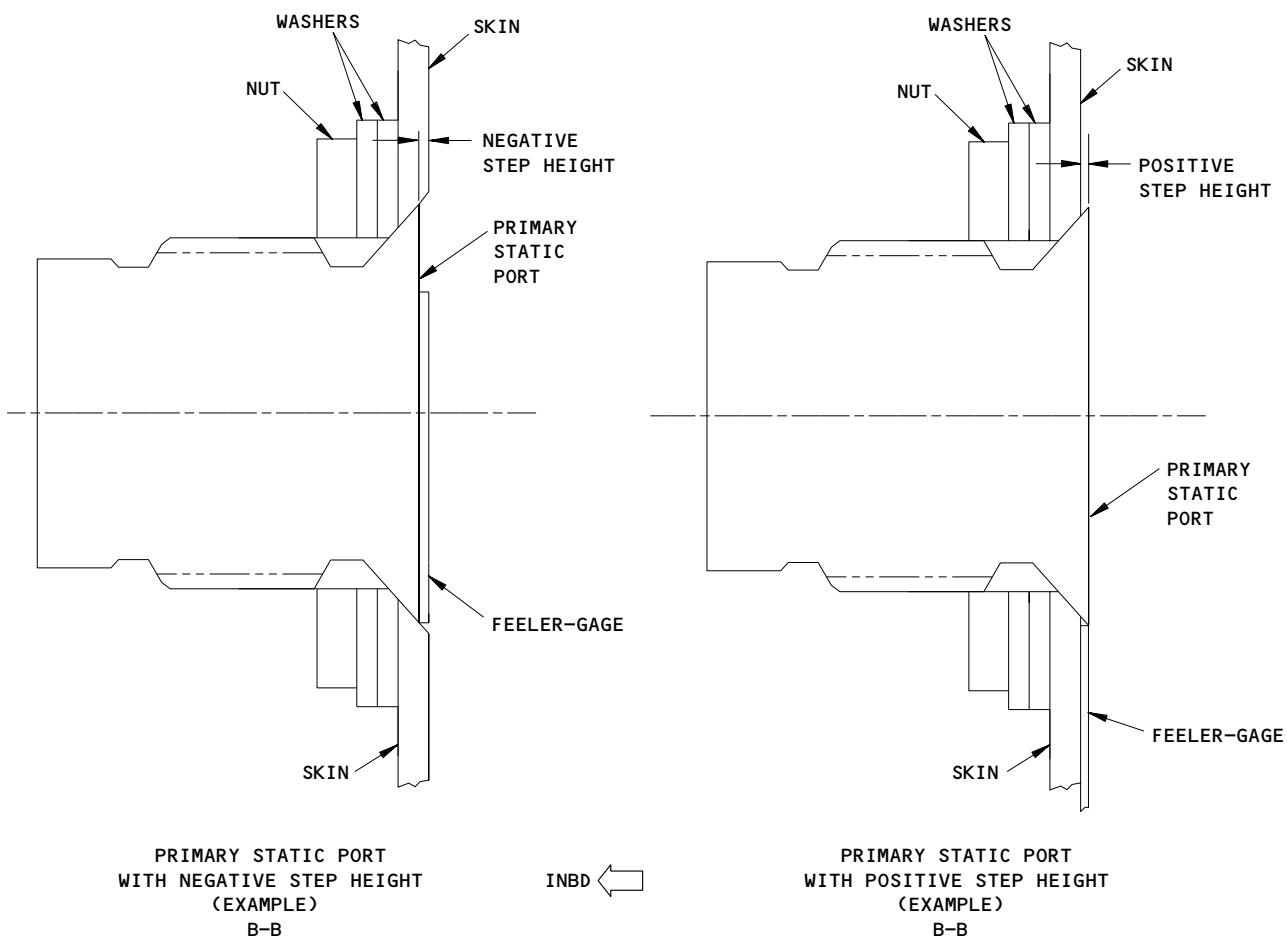 WASHERS
SKIN
NUT
NEGATIVE
STEP HEIGHT
PRIMARY
STATIC
PORT
FEELER-GAGE
SKIN
PRIMARY STATIC PORT
WITH NEGATIVE STEP HEIGHT
(EXAMPLE)
B-B
INBD
WASHERS
SKIN
NUT
POSITIVE
STEP HEIGHT
PRIMARY
STATIC
PORT
FEELER-GAGE
SKIN
PRIMARY STATIC PORT
WITH POSITIVE STEP HEIGHT
(EXAMPLE)
B-B